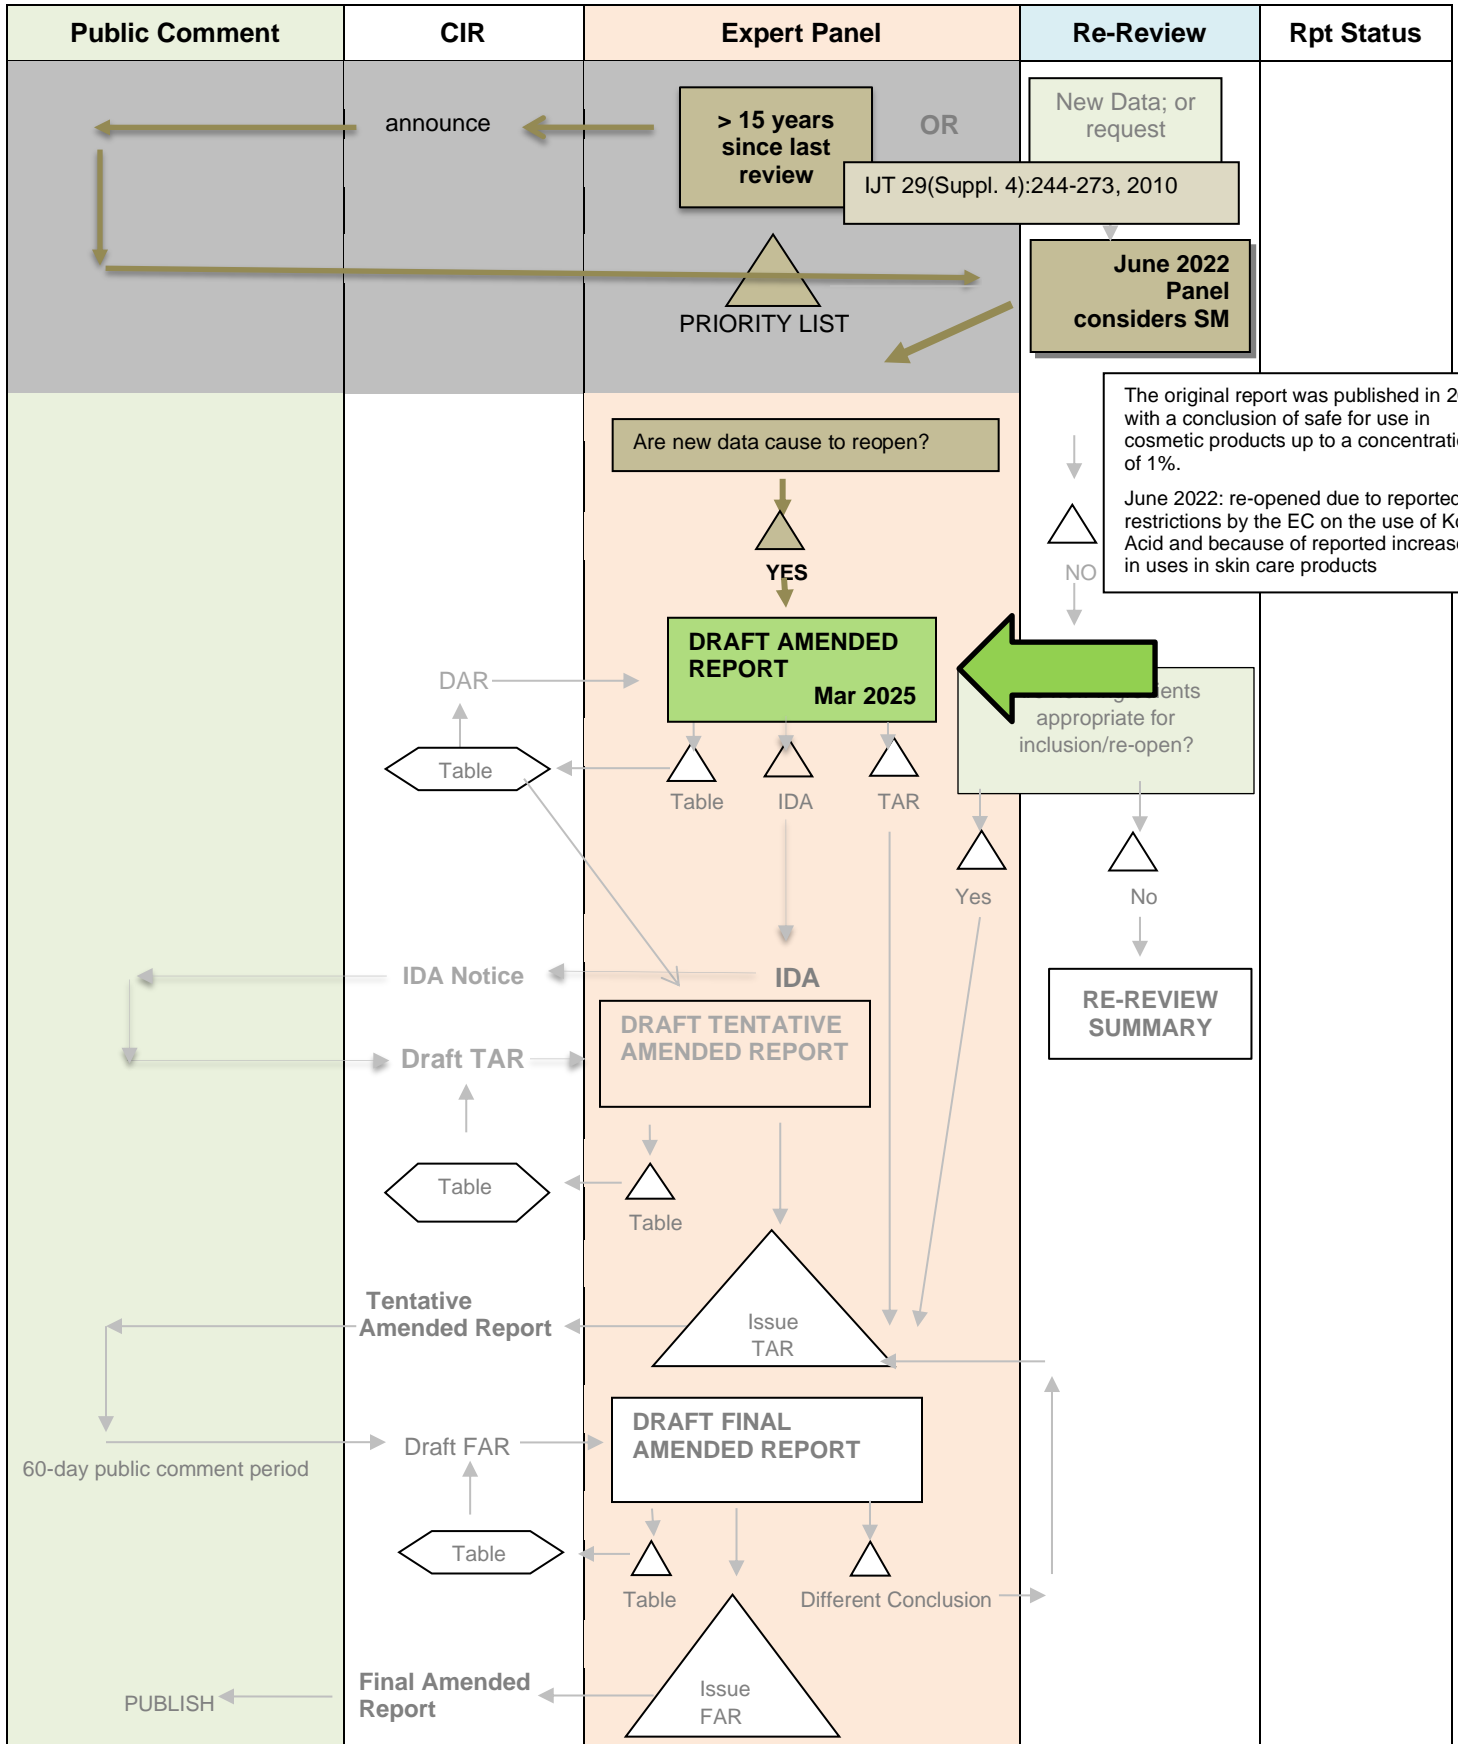 Public Comment
CIR
Expert Panel
Re-Review
Rpt Status
announce
> 15 years
since last
review
OR
New Data; or
request
IJT 29(Suppl. 4):244-273, 2010
PRIORITY LIST
June 2022
Panel
considers SM
The original report was published in
with a conclusion of safe for use in
cosmetic products up to a
of 1%.
June 2022: re-opened due to reported
restrictions by the EC on the use of
Acid and because of reported
in uses in skin care products
Are new data cause to reopen?
YES
NO
DRAFT AMENDED
REPORT
Mar 2025
DAR
Table
Table
IDA
TAR
appropriate for
inclusion/re-open?
Yes
No
IDA Notice
IDA
RE-REVIEW
SUMMARY
Draft TAR
DRAFT TENTATIVE
AMENDED REPORT
Table
Table
Tentative
Amended Report
Issue
TAR
60-day public comment period
Draft FAR
DRAFT FINAL
AMENDED REPORT
Table
Table
Different Conclusion
PUBLISH
Final Amended
Report
Issue
FAR